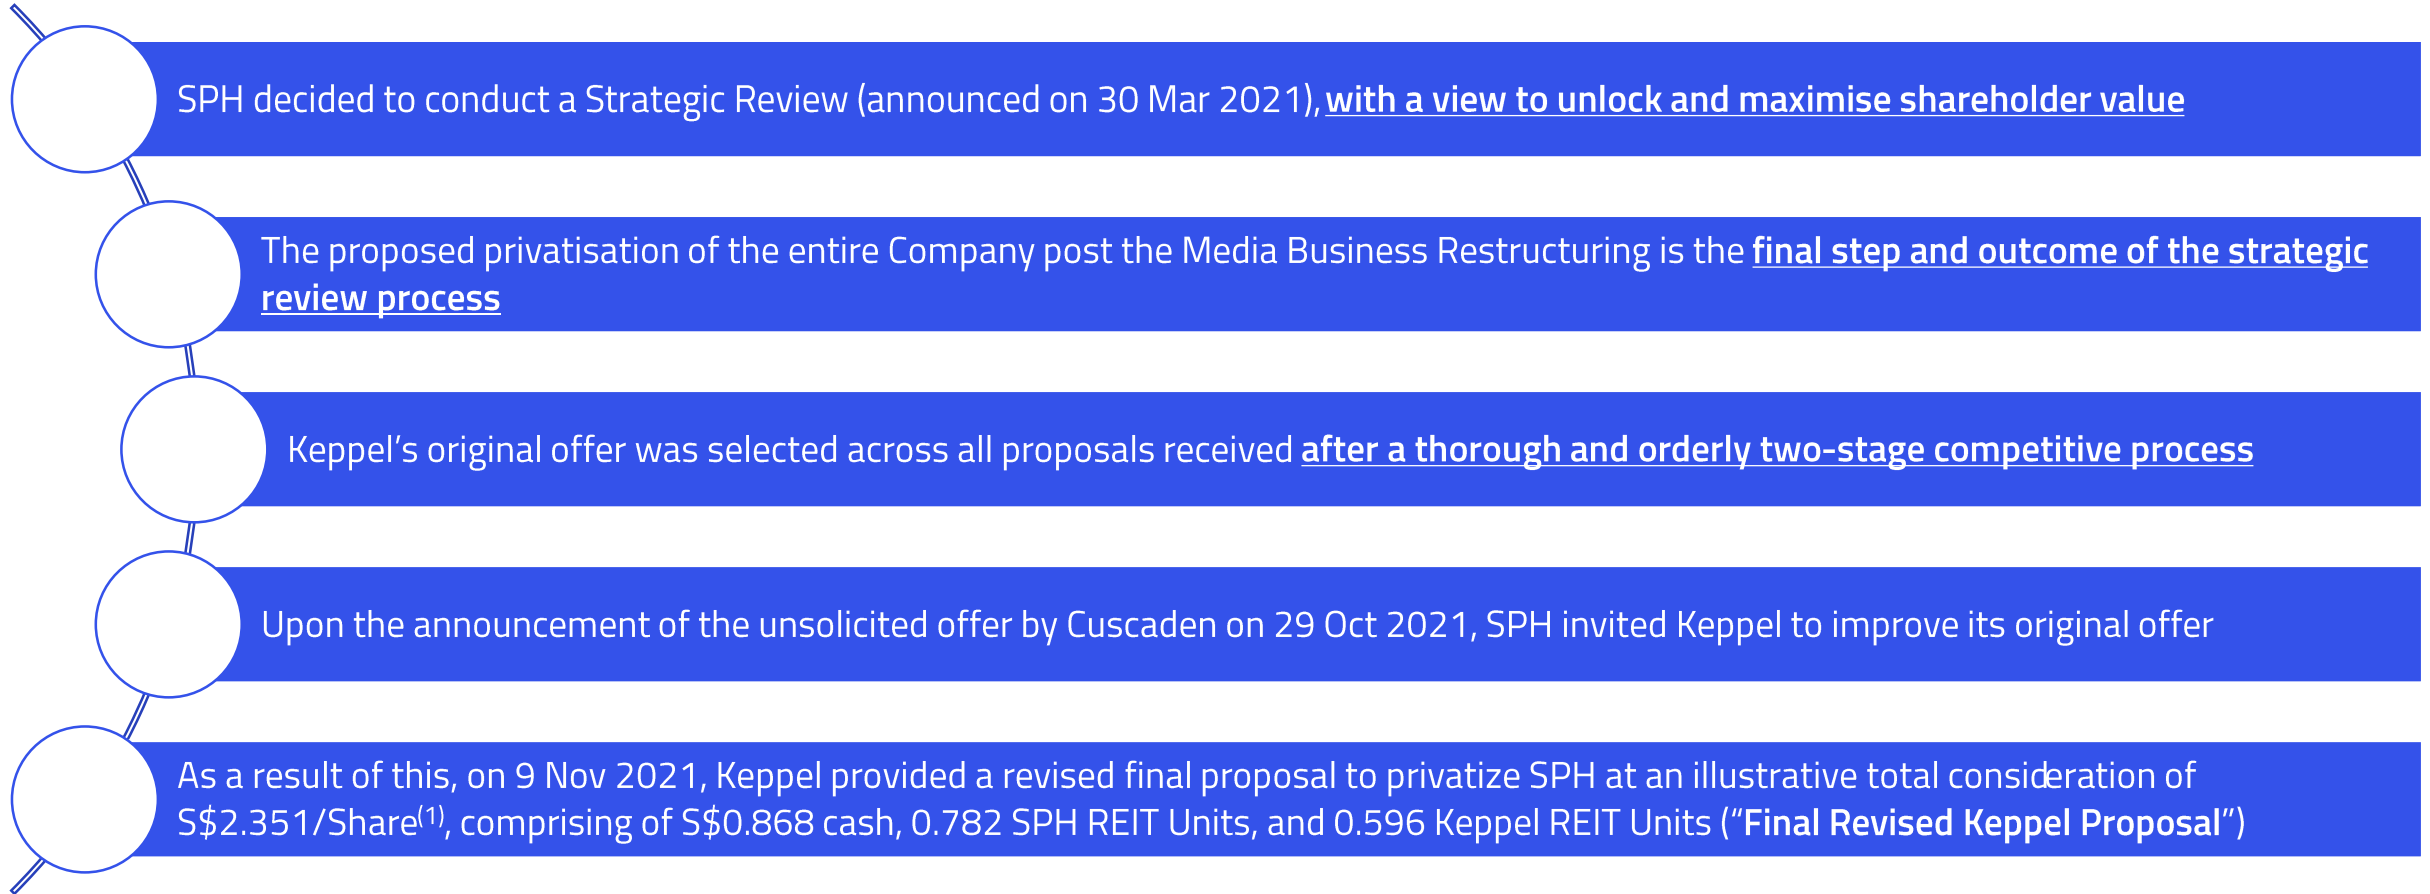 SPH decided to conduct a Strategic Review (announced on 30 Mar 2021), with a view to unlock and maximise shareholder value
The proposed privatisation of the entire Company post the Media Business Restructuring is the final step and outcome of the strategic
review process
Keppel’s original offer was selected across all proposals received after a thorough and orderly two-stage competitive process
Upon the announcement of the unsolicited offer by Cuscaden on 29 Oct 2021, SPH invited Keppel to improve its original offer
As a result of this, on 9 Nov 2021, Keppel provided a revised final proposal to privatize SPH at an illustrative total consideration of
S$2.351/Share(1), comprising of S$0.868 cash, 0.782 SPH REIT Units, and 0.596 Keppel REIT Units (“Final Revised Keppel Proposal”)